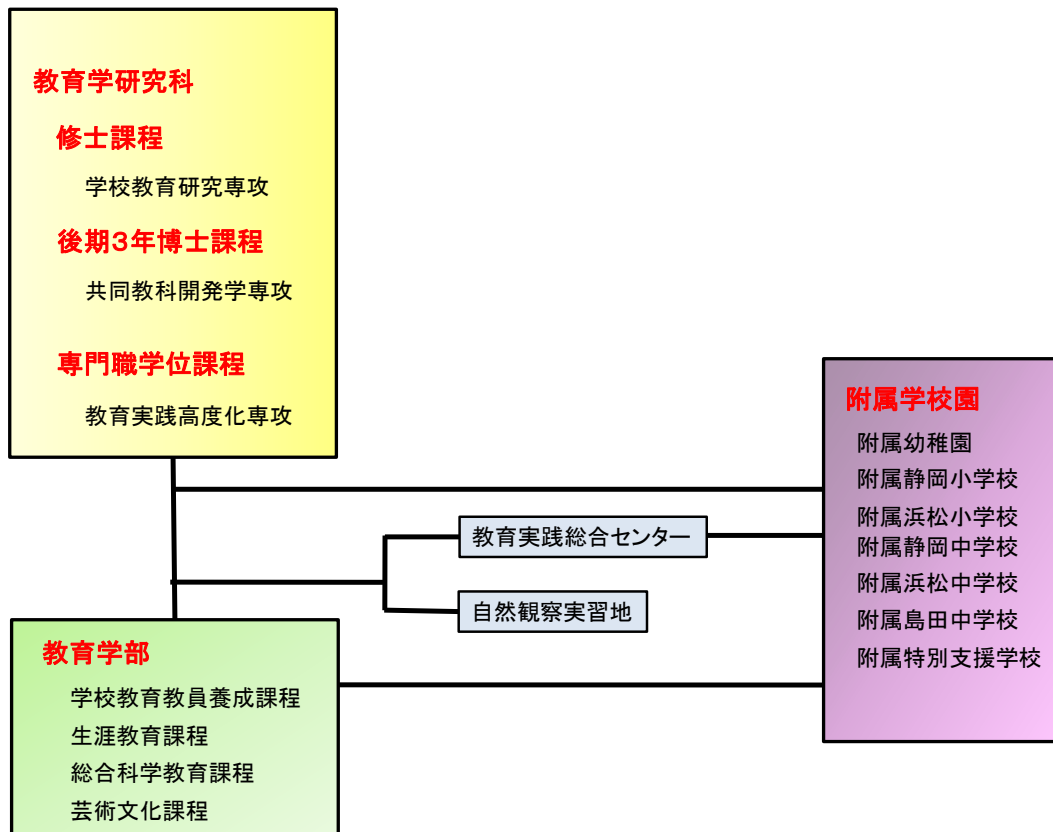 教育学研究科
修士課程
学校教育研究専攻
後期３年博士課程
共同教科開発学専攻
専門職学位課程
教育実践高度化専攻
教育実践総合センター
自然観察実習地
附属学校園
附属幼稚園
附属静岡小学校
附属浜松小学校
附属静岡中学校
附属浜松中学校
附属島田中学校
附属特別支援学校
教育学部
学校教育教員養成課程
生涯教育課程
総合科学教育課程
芸術文化課程